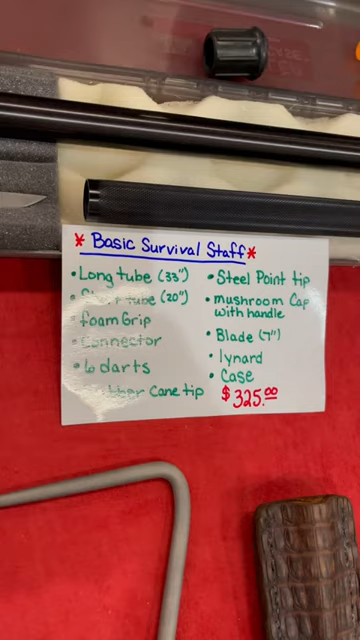 * Basic Survival Staff *
• Long tube (33")
tube (20")
foam Grip
Connector
• 6 darts
Cane tip
• Steel Point tip
• mushroom Cap
with handle
• Blade (7")
• lynard
• Case
$325.00